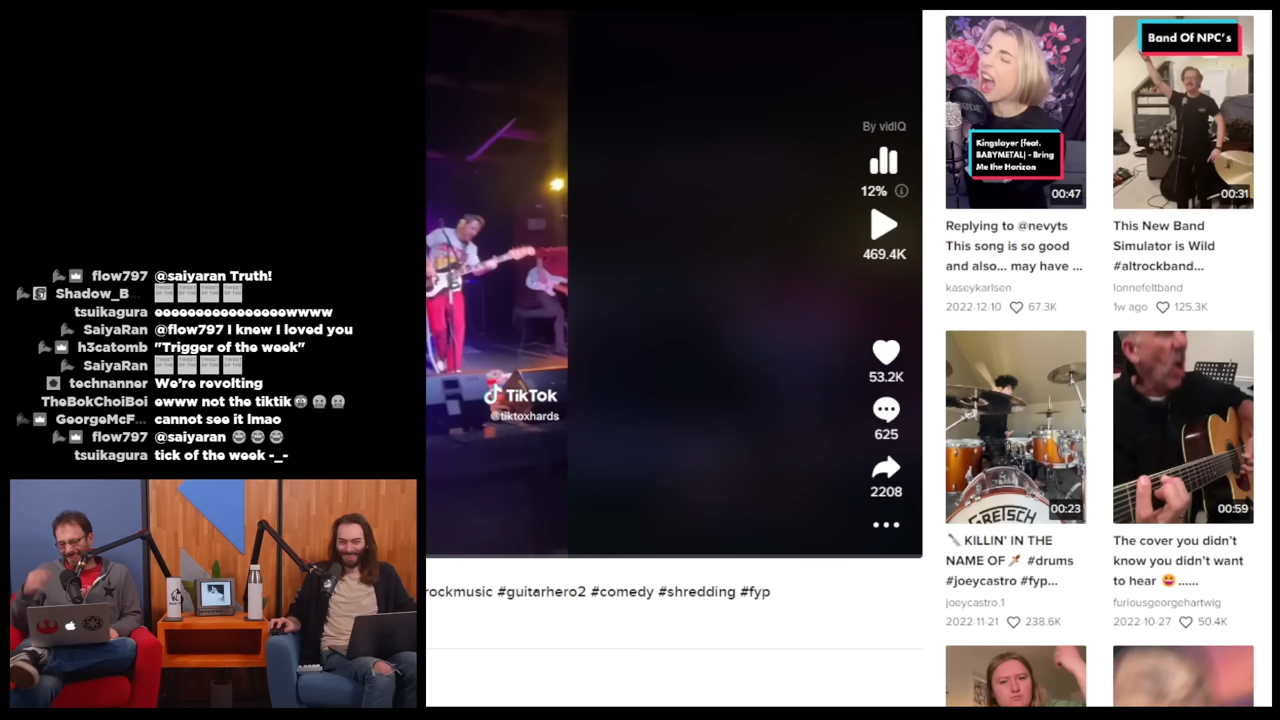 flow797 @saiyaran Truth!
Shadow_B...
tsuikagura eeeeeeeeeeeeeeeeewwww
SaiyaRan @flow797 I knew I loved you
h3catomb "Trigger of the week"
SaiyaRan
technanner We're revolting
TheBokChoiBoi ewww not the tiktik
GeorgeMcF... cannot see it lmao
flow797 @saiyaran
tsuikagura tick of the week -_-
TikTok
@tiktoxhards
By vidIQ
12%
469.4K
53.2K
625
2208
rockmusic #guitarhero2 #comedy #shredding #fyp
Kingslayer (feat.
BABYMETAL) - Bring
Me the Horizon
00:47
Replying to @nevyts
This song is so good
and also... may have ...
kaseykarlsen
2022-12-10 67.3K
Band Of NPC's
00:31
This New Band
Simulator is Wild
#altrockband...
lonnefeltband
1w ago 125.3K
GRETSCH
00:23
KILLIN' IN THE
NAME OF #drums
#joeycastro #fyp...
joeycastro.1
2022-11-21 238.6K
00:59
The cover you didn't
know you didn't want
to hear ......
furiousgeorgehartwig
2022-10-27 50.4K